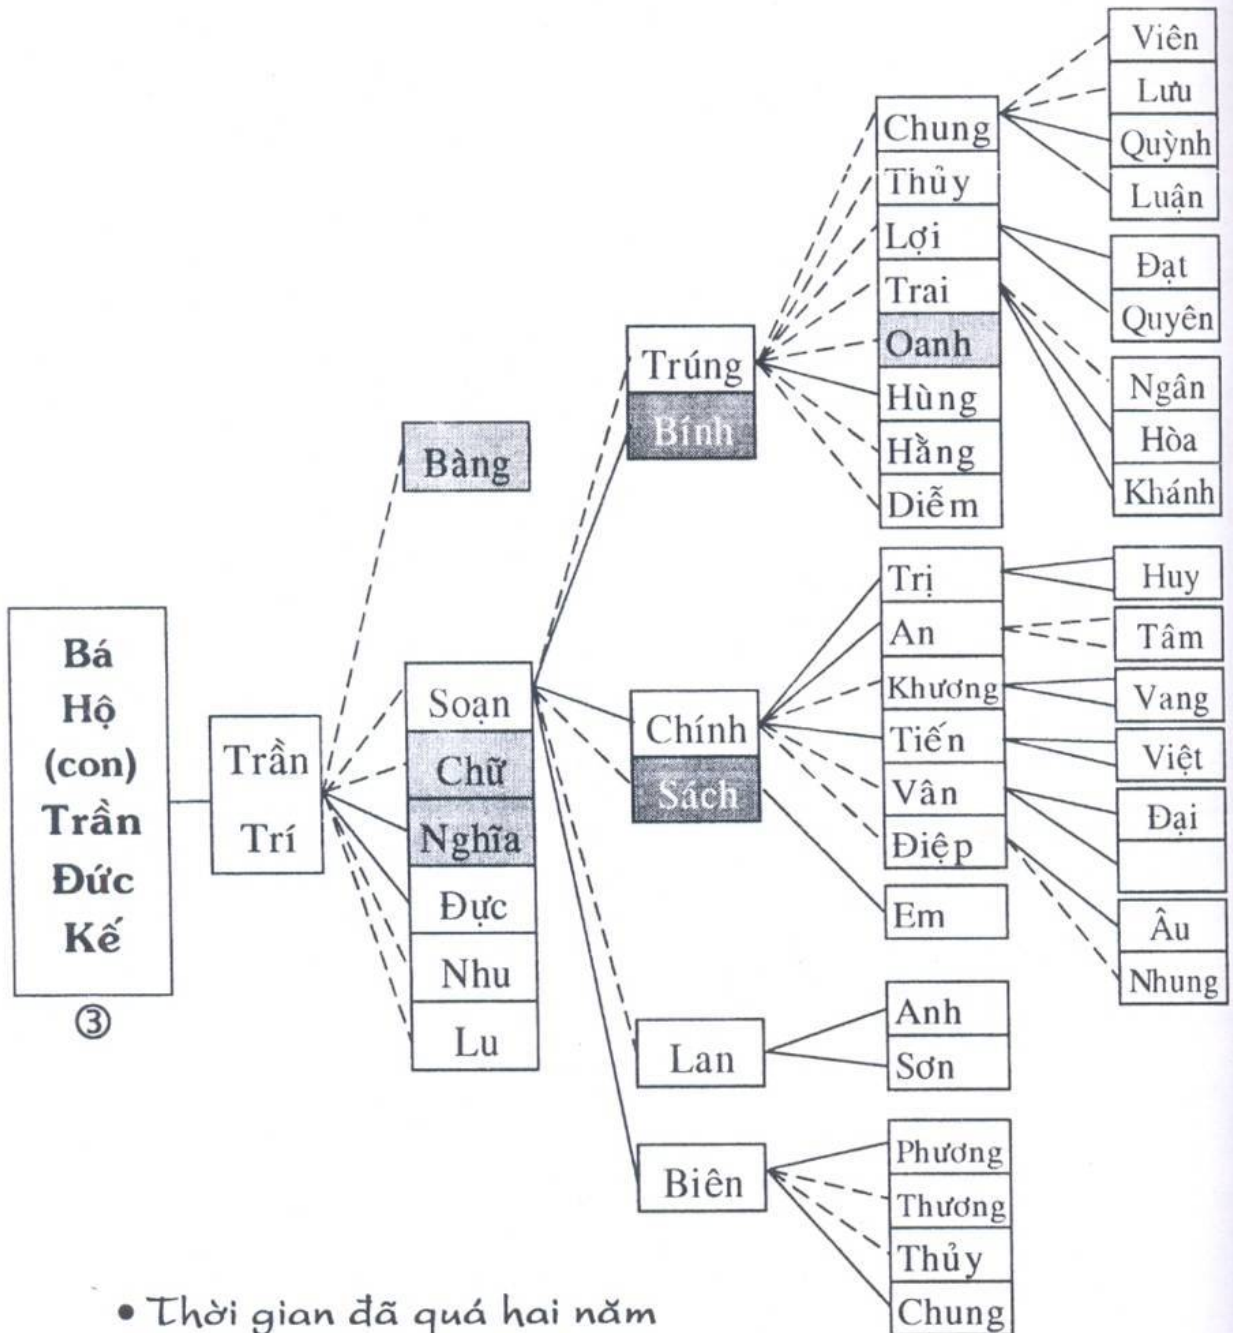 Bá
Hộ
(con)
Trần
Đức
Kế
③
Trần
Trí
Bàng
Soạn
Chữ
Nghĩa
Đực
Nhu
Lu
Trúng
Bính
Chính
Sách
Lan
Biên
Chung
Thủy
Lợi
Trai
Oanh
Hùng
Hằng
Diễm
Trị
An
Khương
Tiến
Vân
Điệp
Em
Anh
Sơn
Phương
Thương
Thủy
Chung
Viên
Lưu
Quỳnh
Luận
Đạt
Quyên
Ngân
Hòa
Khánh
Huy
Tâm
Vang
Việt
Đại
Âu
Nhung
• Thời gian đã quá hai năm